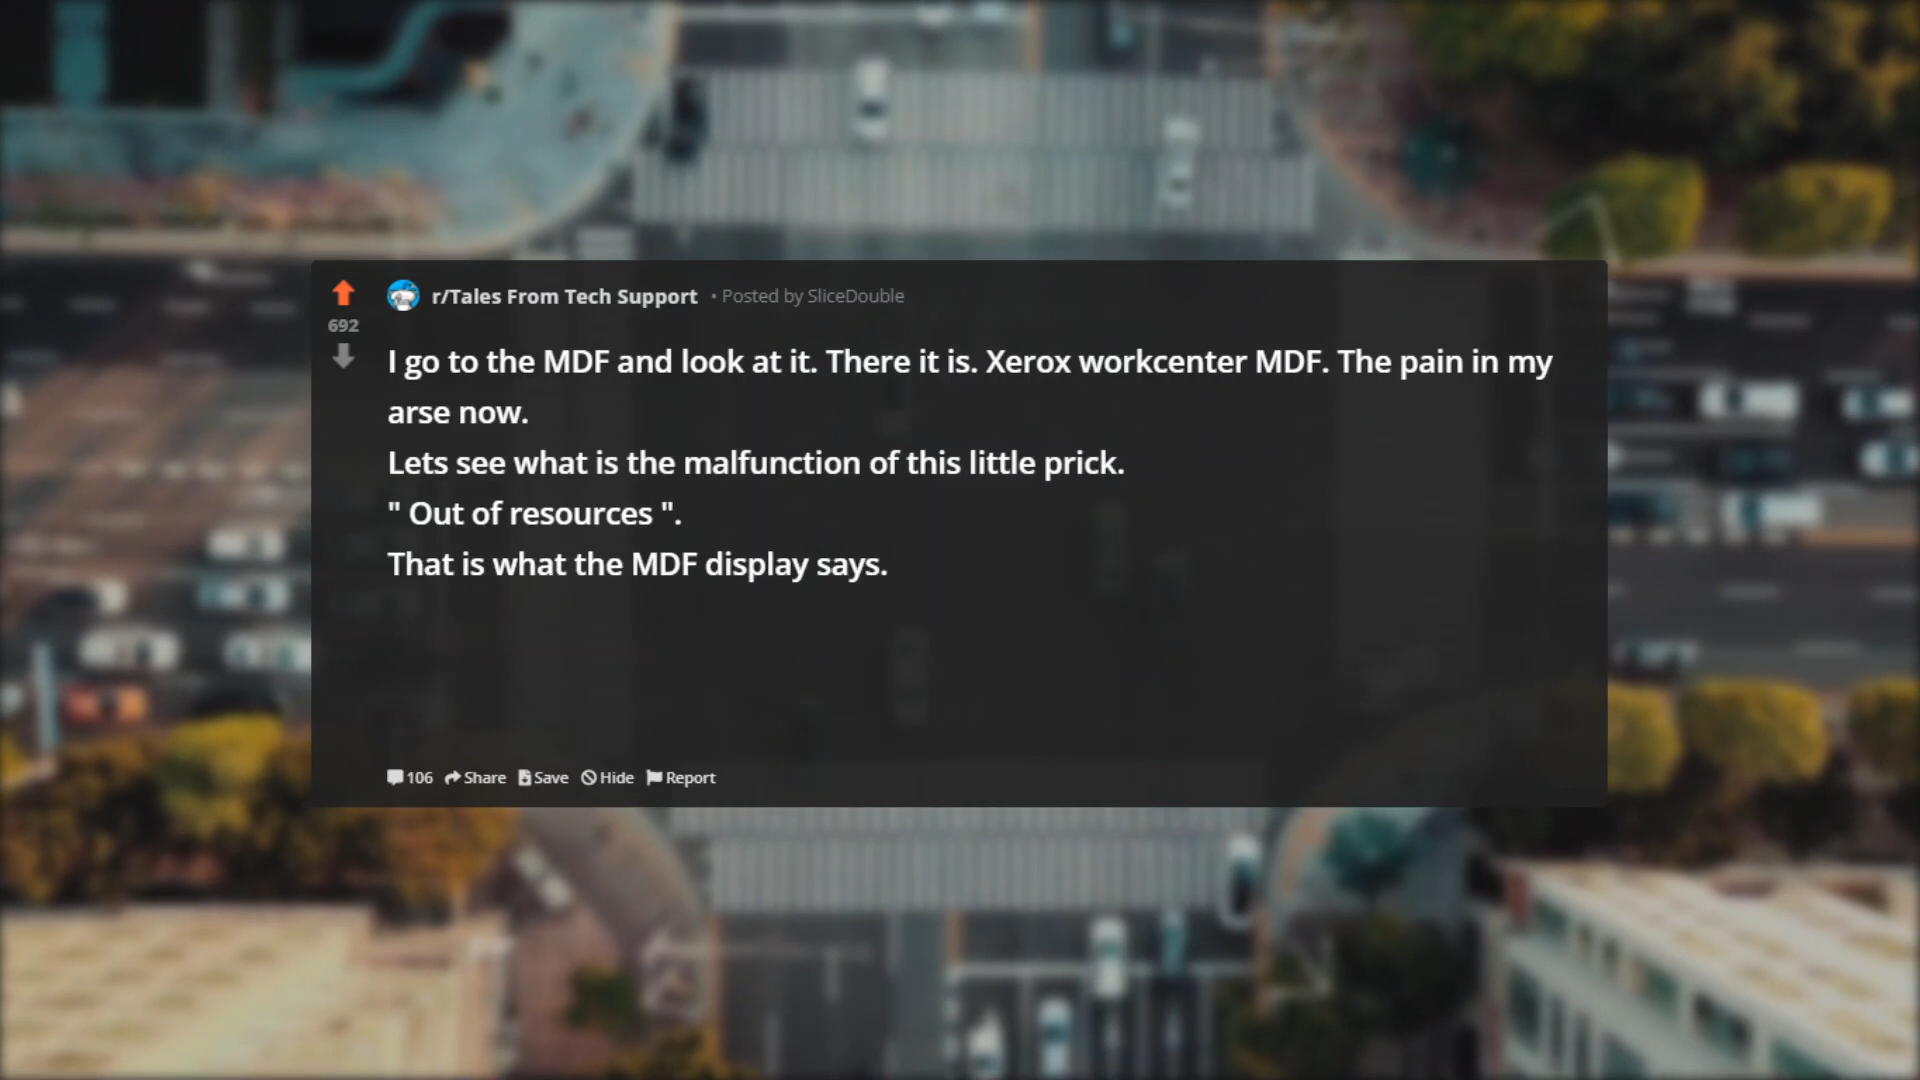 r/Tales From Tech Support • Posted by SliceDouble
692
I go to the MDF and look at it. There it is. Xerox workcenter MDF. The pain in my
arse now.
Lets see what is the malfunction of this little prick.
" Out of resources ".
That is what the MDF display says.
106 Share Save Hide Report